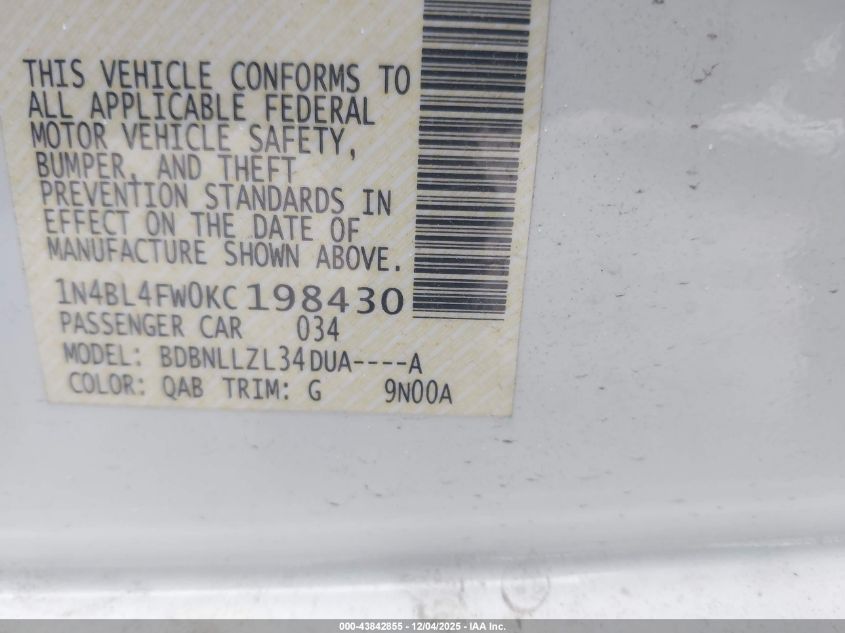 THIS VEHICLE CONFORMS TO
ALL APPLICABLE FEDERAL
MOTOR VEHICLE SAFETY,
BUMPER, AND THEFT
PREVENTION STANDARDS IN
EFFECT ON THE DATE OF
MANUFACTURE SHOWN ABOVE.
1N4BL4FW0KC198430
PASSENGER CAR 034
MODEL: BDBNLLZL34DUA----A
COLOR: QAB TRIM: G 9N00A
000-43842855 - 12/04/2025 - IAA Inc.